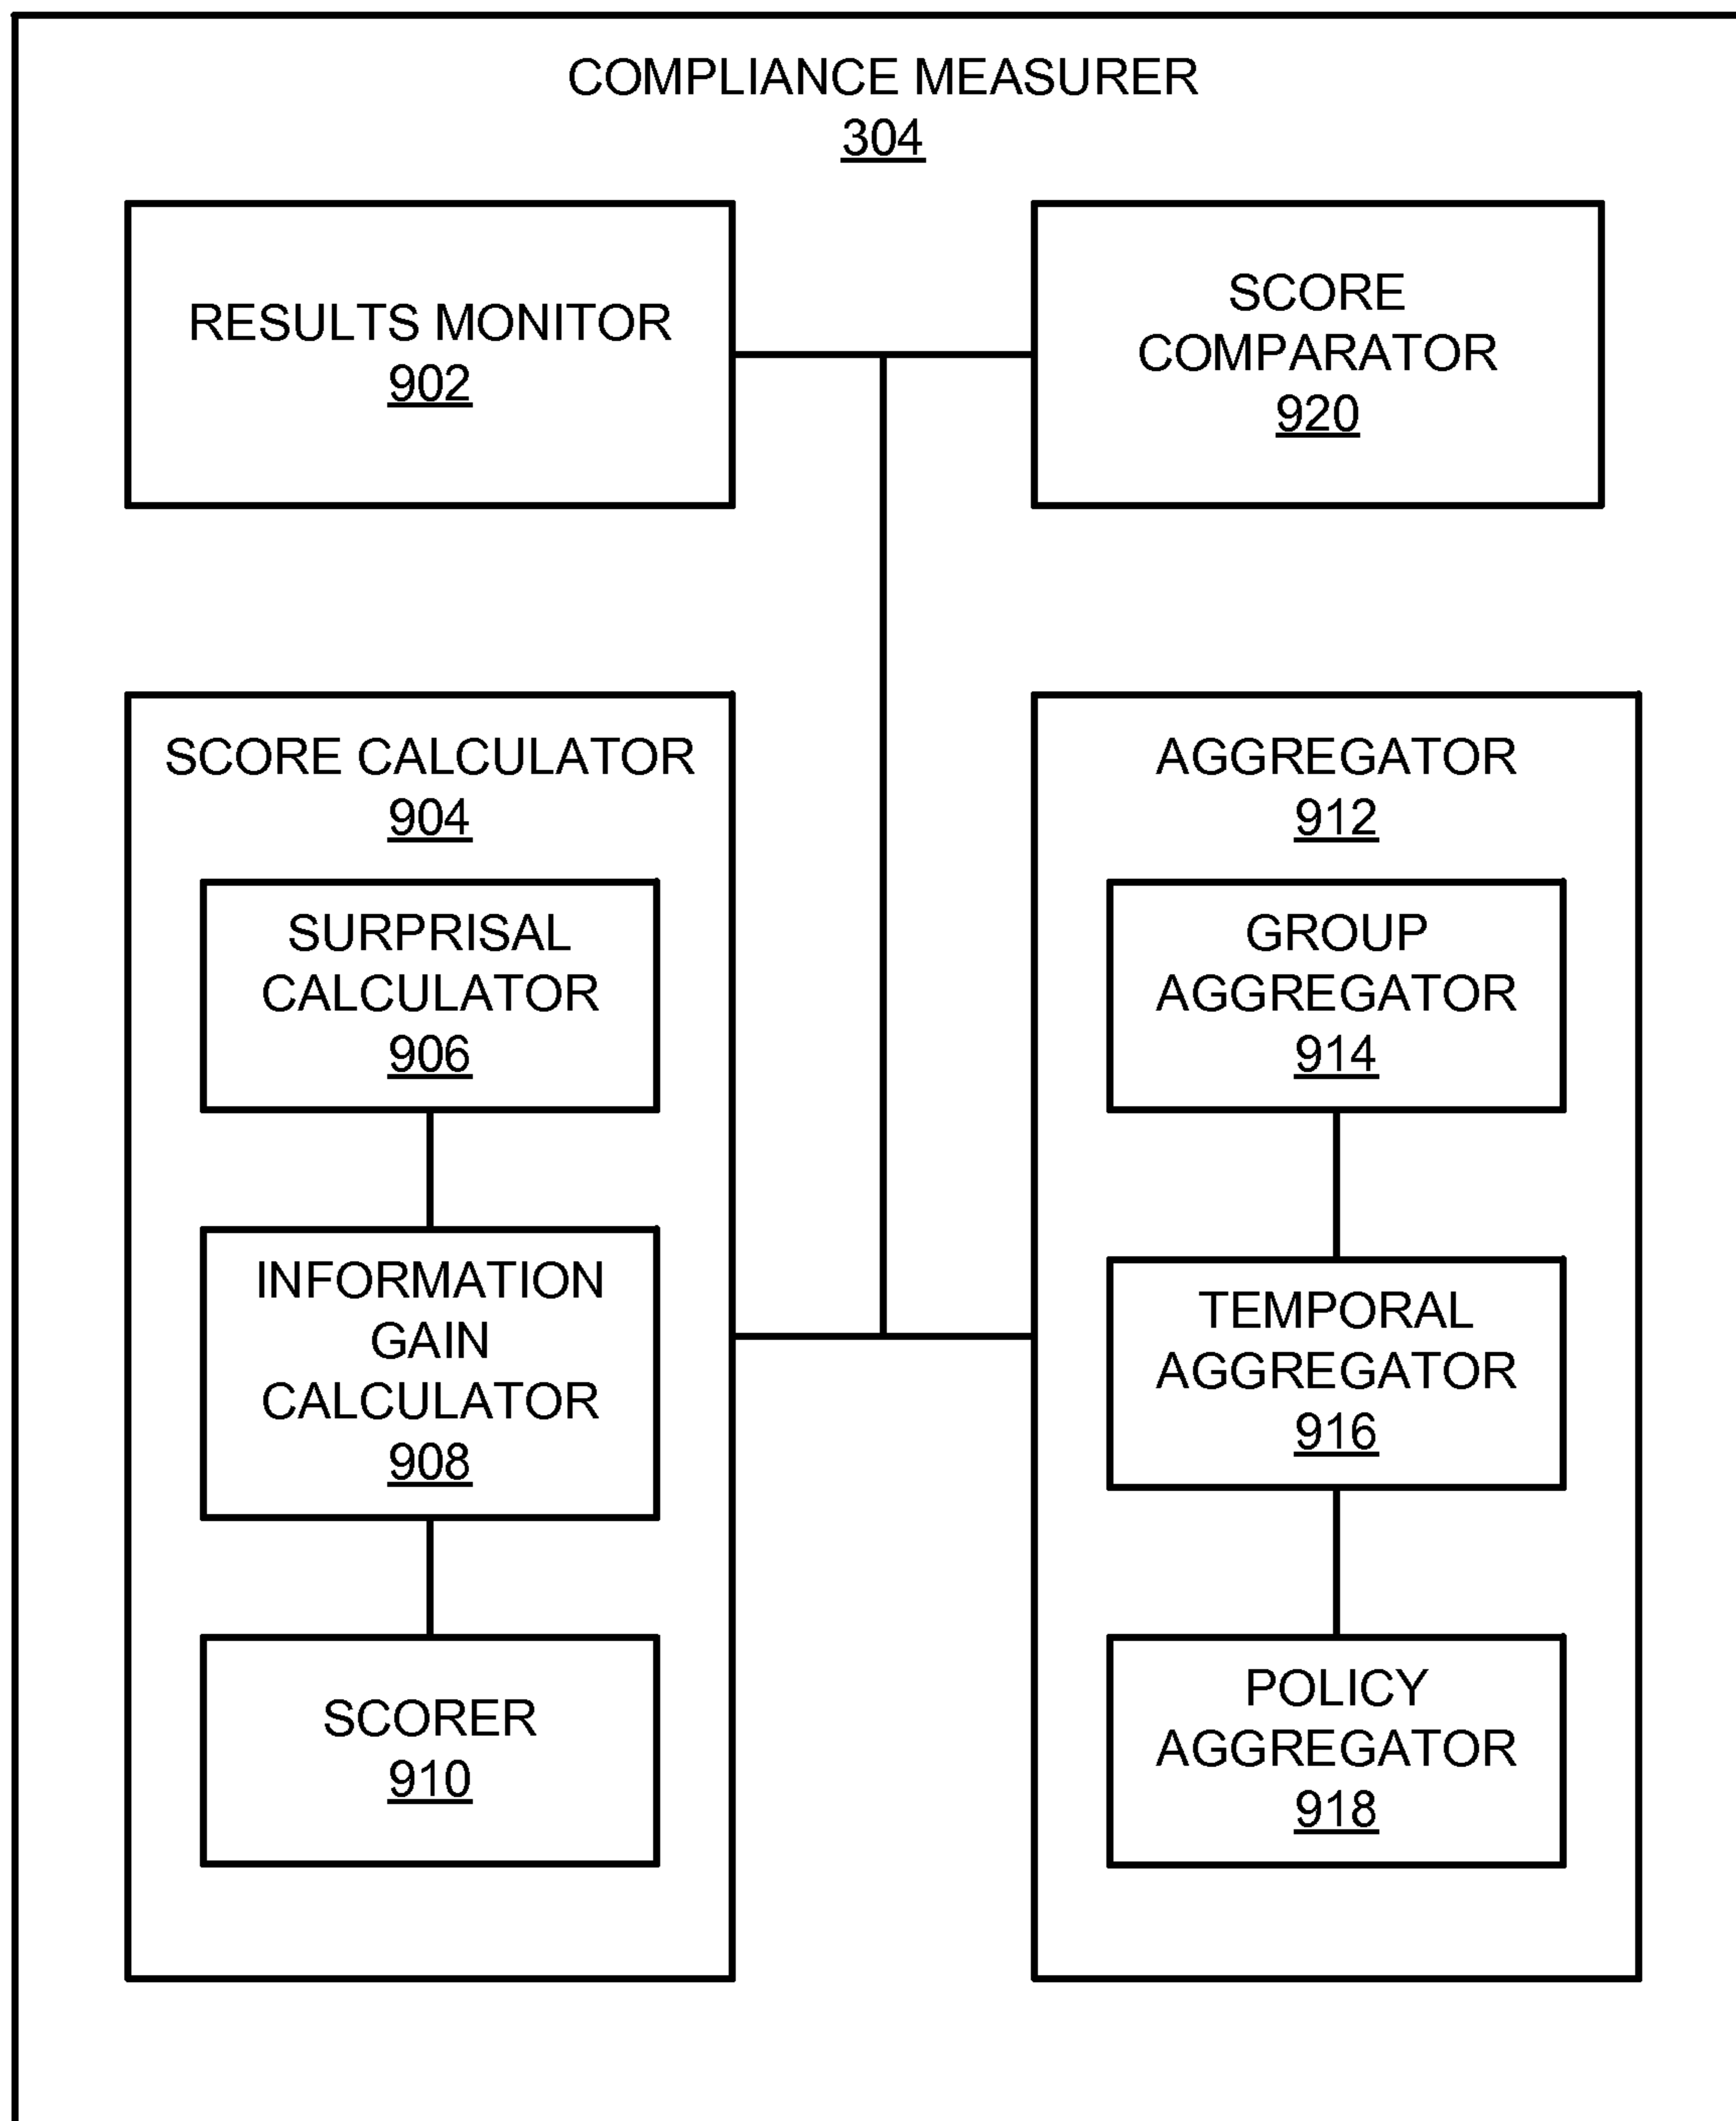 COMPLIANCE MEASURER
304
RESULTS MONITOR
902
SCORE
COMPARATOR
920
SCORE CALCULATOR
904
SURPRISAL
CALCULATOR
906
INFORMATION
GAIN
CALCULATOR
908
SCORER
910
AGGREGATOR
912
GROUP
AGGREGATOR
914
TEMPORAL
AGGREGATOR
916
POLICY
AGGREGATOR
918